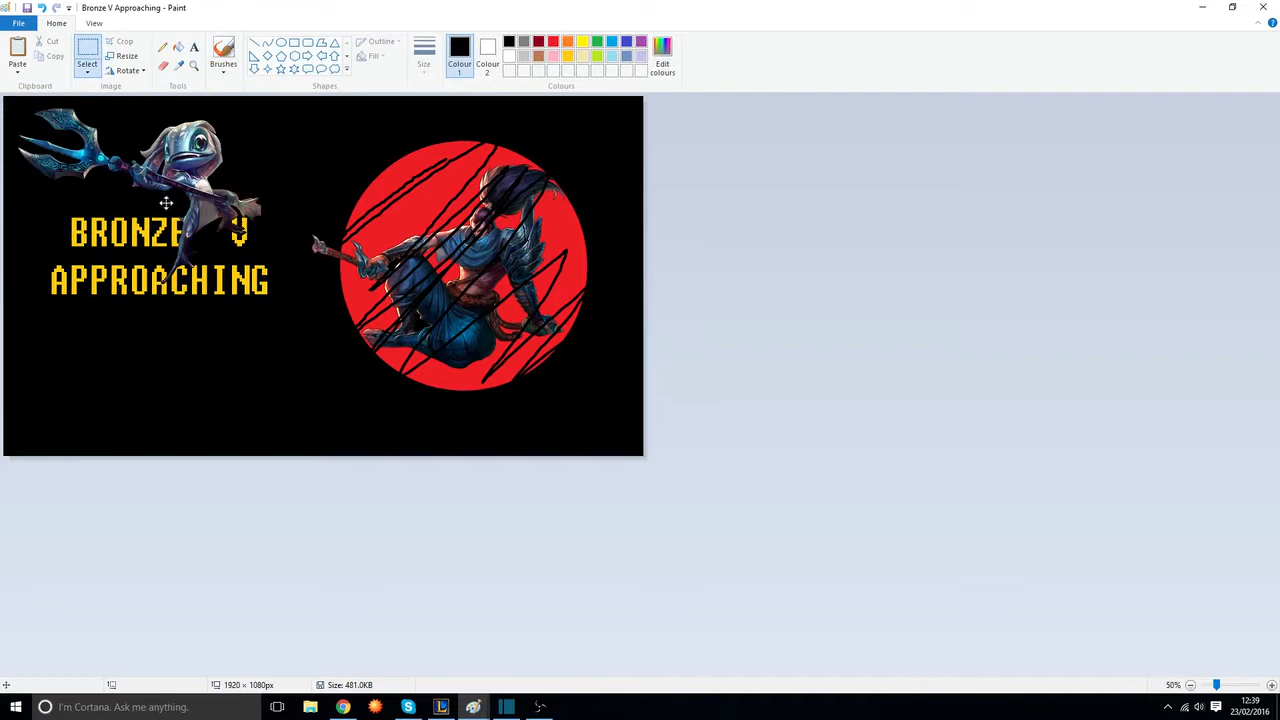 Bronze V Approaching - Paint
File Home View
Paste
Cut
Copy
Clipboard
Select
Crop
Resize
Rotate
Image
Tools
Brushes
Shapes
Outline
Fill
Size
Colour 1
Colour 2
Edit colours
Colours
BRONZE V
APPROACHING
1920 × 1080px
Size: 481.0KB
50%
I'm Cortana. Ask me anything.
12:39
23/02/2016